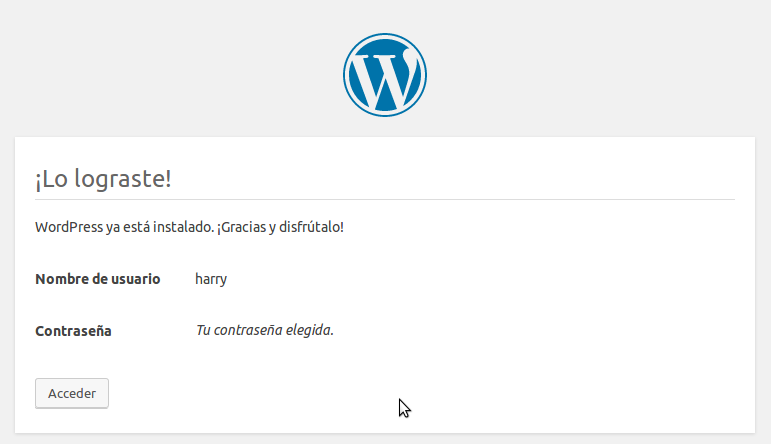 ¡Lo lograste!
WordPress ya está instalado. ¡Gracias y disfrútalo!
Nombre de usuario harry
Contraseña Tu contraseña elegida.
Acceder